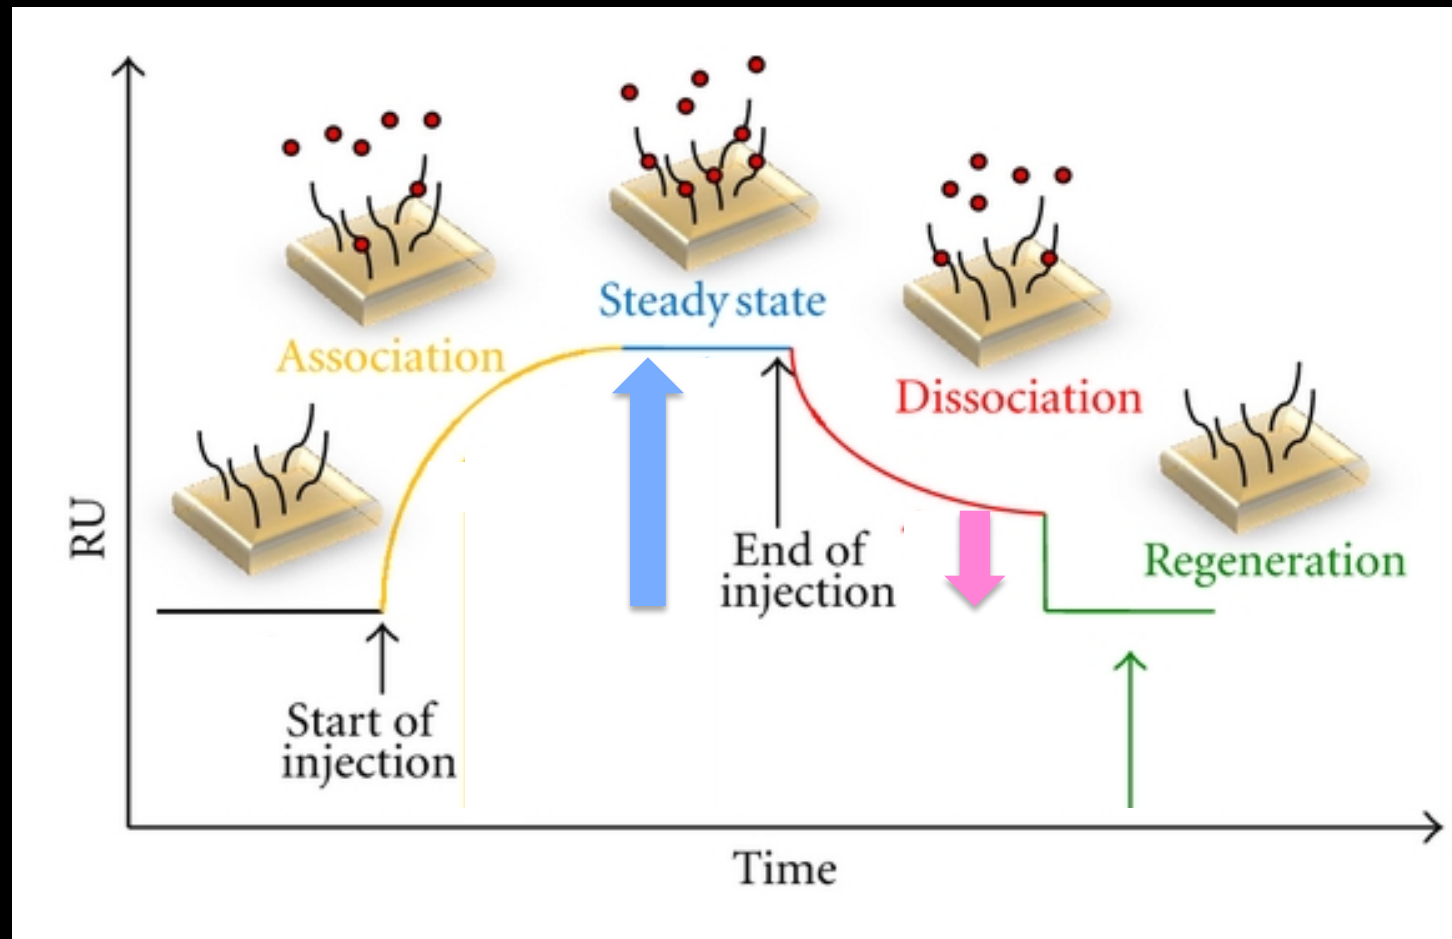 Steady state
Association
Dissociation
RU
End of
injection
Regeneration
Start of
injection
Time